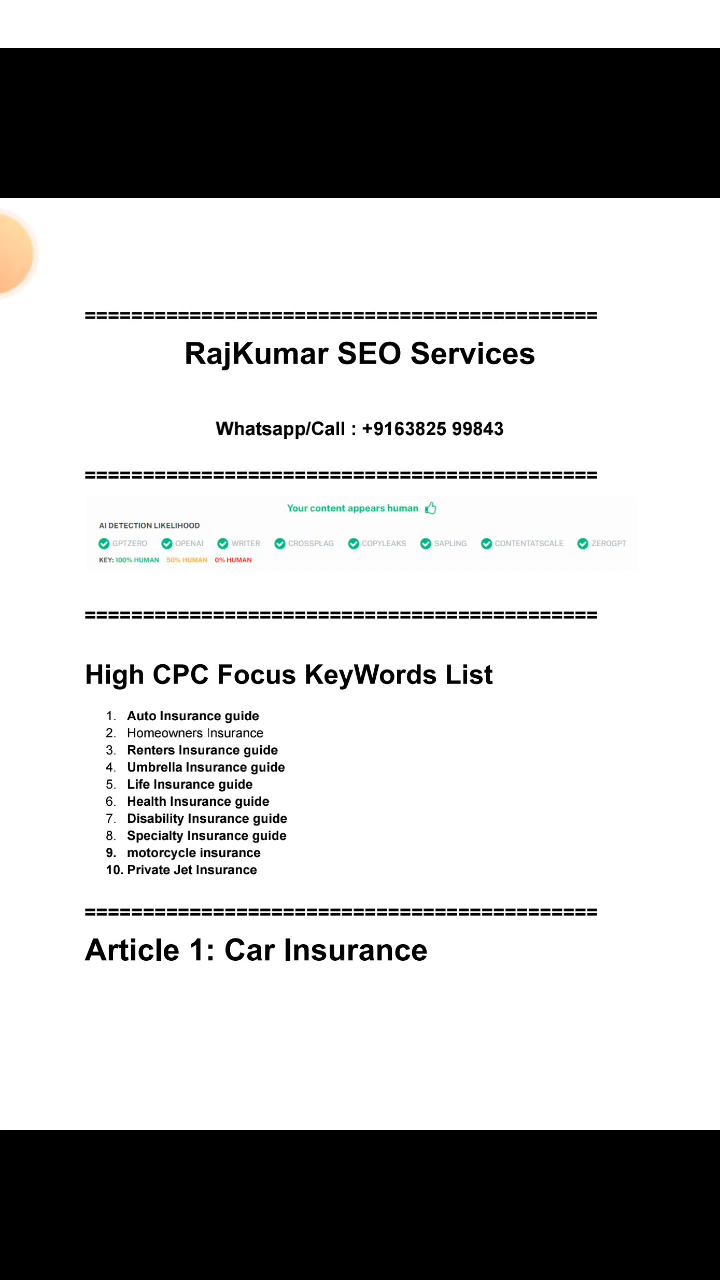 ============================================
RajKumar SEO Services
Whatsapp/Call : +9163825 99843
============================================
Your content appears human
AI DETECTION LIKELIHOOD
GPTZERO OPENAI WRITER CROSSPLAG COPYLEAKS SAPLING CONTENTATSCALE ZEROGPT
KEY: 100% HUMAN 50% HUMAN 0% HUMAN
============================================
High CPC Focus KeyWords List
1. Auto Insurance guide
2. Homeowners Insurance
3. Renters Insurance guide
4. Umbrella Insurance guide
5. Life Insurance guide
6. Health Insurance guide
7. Disability Insurance guide
8. Specialty Insurance guide
9. motorcycle insurance
10. Private Jet Insurance
============================================
Article 1: Car Insurance